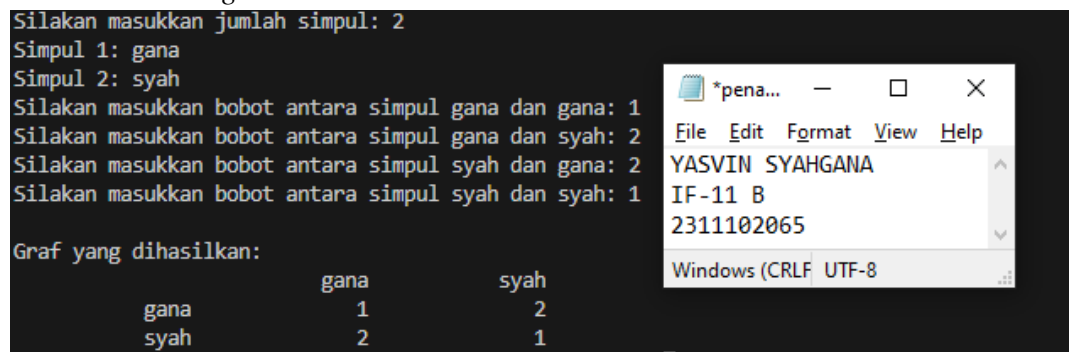 Silakan masukkan jumlah simpul: 2
Simpul 1: gana
Simpul 2: syah
Silakan masukkan bobot antara simpul gana dan gana: 1
Silakan masukkan bobot antara simpul gana dan syah: 2
Silakan masukkan bobot antara simpul syah dan gana: 2
Silakan masukkan bobot antara simpul syah dan syah: 1
Graf yang dihasilkan:
gana syah
gana 1 2
syah 2 1
*pena...
File Edit Format View Help
YASVIN SYAHGANA
IF-11 B
2311102065
Windows (CRLF UTF-8